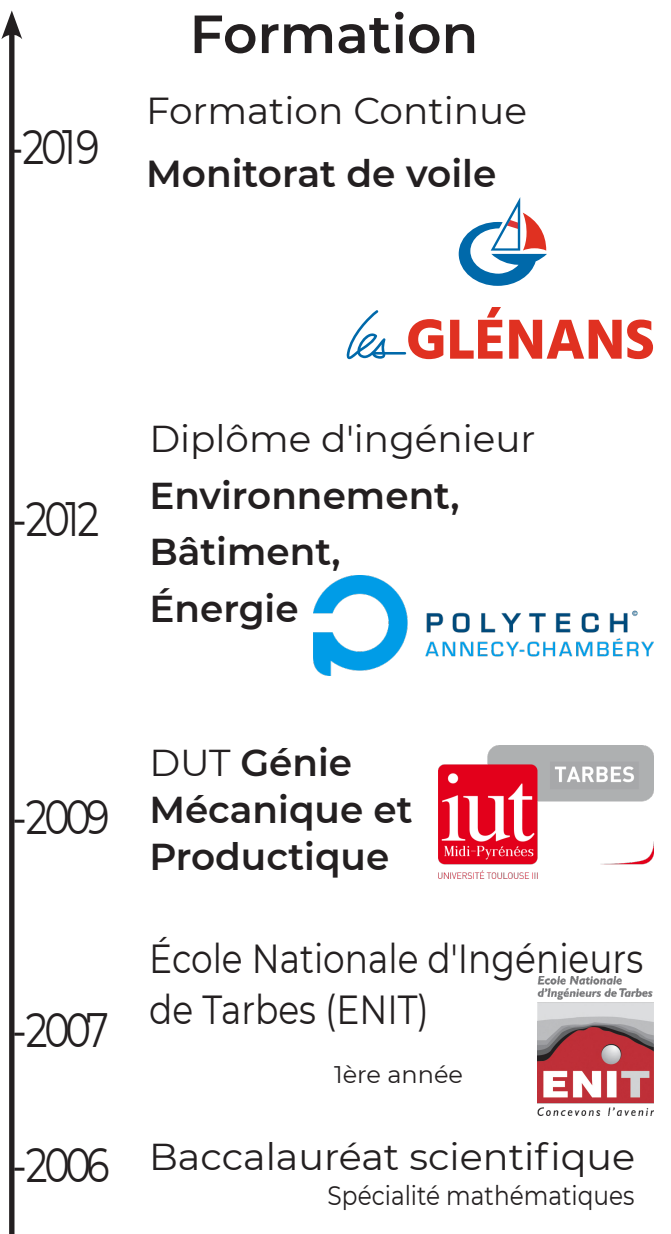 Formation
Formation Continue
2019
Monitorat de voile
les GLÉNANS
Diplôme d'ingénieur
Environnement,
2012
Bâtiment,
Énergie
POLYTECH©
ANNECY-CHAMBÉRY
DUT Génie
Mécanique et
Productique
2009
TARBES
iut
Midi-Pyrénées
UNIVERSITÉ TOULOUSE III
École Nationale d'Ingénieurs
de Tarbes (ENIT)
2007
1ère année
Ecole Nationale
d'Ingénieurs de Tarbes
ENIT
Concevons l'avenir
2006
Baccalauréat scientifique
Spécialité mathématiques